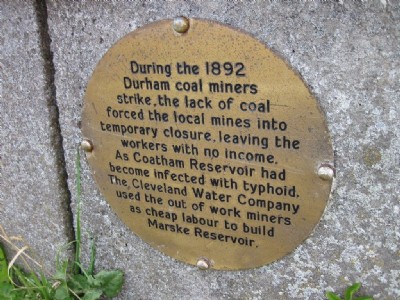 During the 1892
Durham coal miners
strike, the lack of coal
forced the local mines into
temporary closure, leaving the
workers with no income.
As Coatham Reservoir had
become infected with typhoid.
The Cleveland Water Company
used the out of work miners
as cheap labour to build
Marske Reservoir.